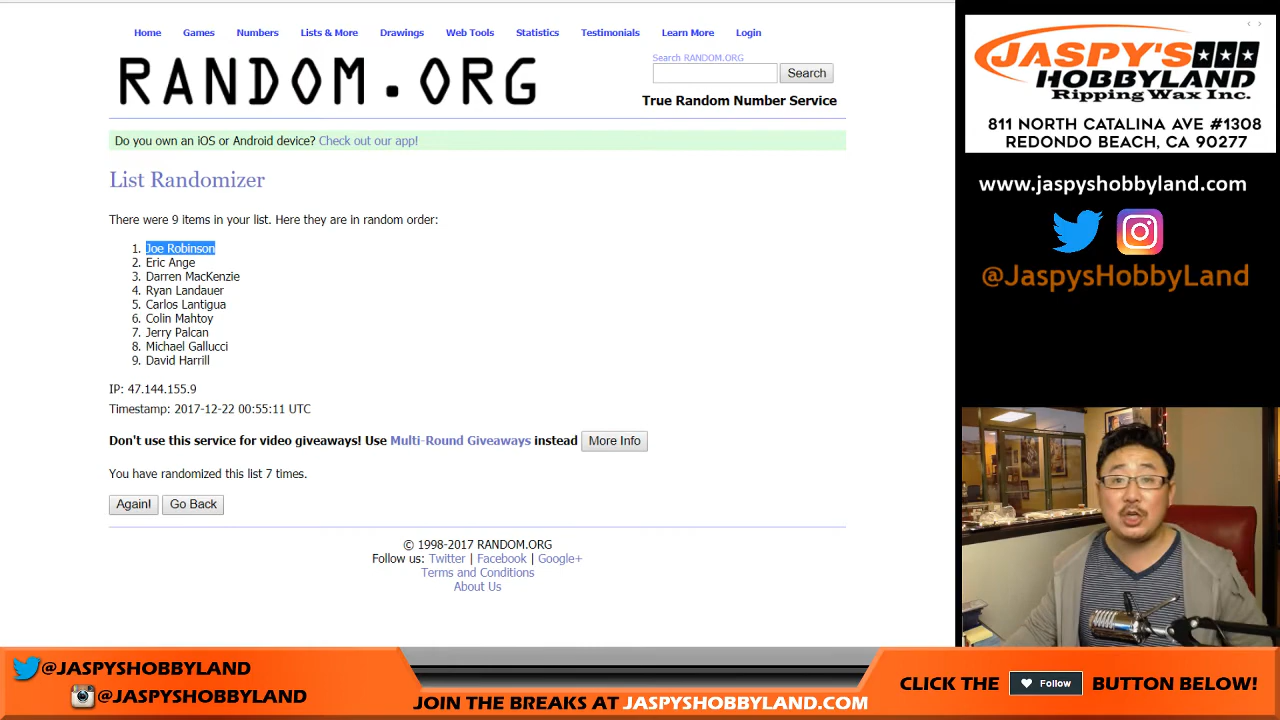 Home Games Numbers Lists & More Drawings Web Tools Statistics Testimonials Learn More Login
RANDOM.ORG
Search RANDOM.ORG
Search
True Random Number Service
Do you own an iOS or Android device? Check out our app!
List Randomizer
There were 9 items in your list. Here they are in random order:
1. Joe Robinson
2. Eric Ange
3. Darren MacKenzie
4. Ryan Landauer
5. Carlos Lantigua
6. Colin Mahtoy
7. Jerry Palcan
8. Michael Gallucci
9. David Harrill
IP: 47.144.155.9
Timestamp: 2017-12-22 00:55:11 UTC
Don't use this service for video giveaways! Use Multi-Round Giveaways instead More Info
You have randomized this list 7 times.
Again! Go Back
© 1998-2017 RANDOM.ORG
Follow us: Twitter | Facebook | Google+
Terms and Conditions
About Us
JASPY'S
HOBBYLAND
Ripping Wax Inc.
811 NORTH CATALINA AVE #1308
REDONDO BEACH, CA 90277
www.jaspyshobbyland.com
@JaspysHobbyLand
@JASPYSHOBBYLAND
@JASPYSHOBBYLAND
JOIN THE BREAKS AT JASPYSHOBBYLAND.COM
CLICK THE Follow BUTTON BELOW!